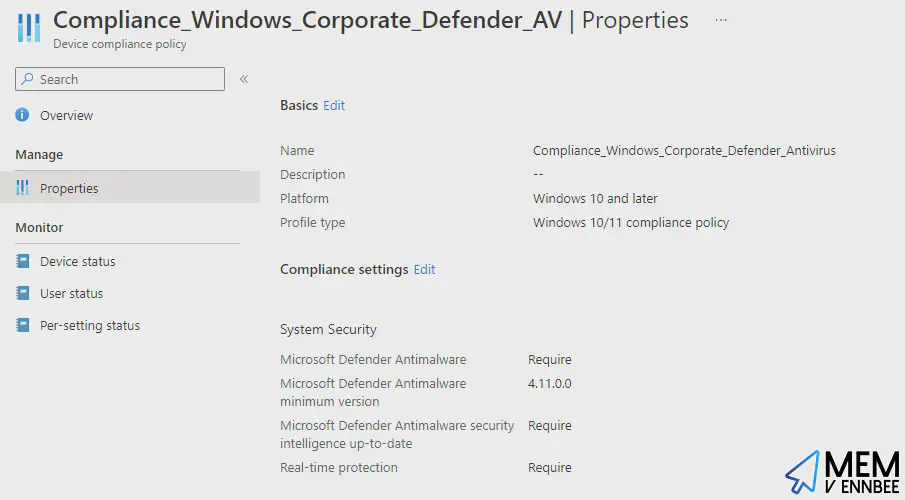 Compliance_Windows_Corporate_Defender_AV | Properties ...
Device compliance policy
Search
«
Overview
Manage
Properties
Monitor
Device status
User status
Per-setting status
Basics Edit
Name Compliance_Windows_Corporate_Defender_Antivirus
Description --
Platform Windows 10 and later
Profile type Windows 10/11 compliance policy
Compliance settings Edit
System Security
Microsoft Defender Antimalware Require
Microsoft Defender Antimalware 4.11.0.0
minimum version
Microsoft Defender Antimalware security Require
intelligence up-to-date
Real-time protection Require
MEM
V ENNBEE